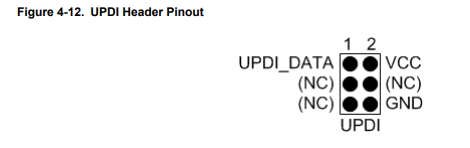 Figure 4-12. UPDI Header Pinout
1 2
UPDI_DATA VCC
(NC) (NC)
(NC) GND
UPDI